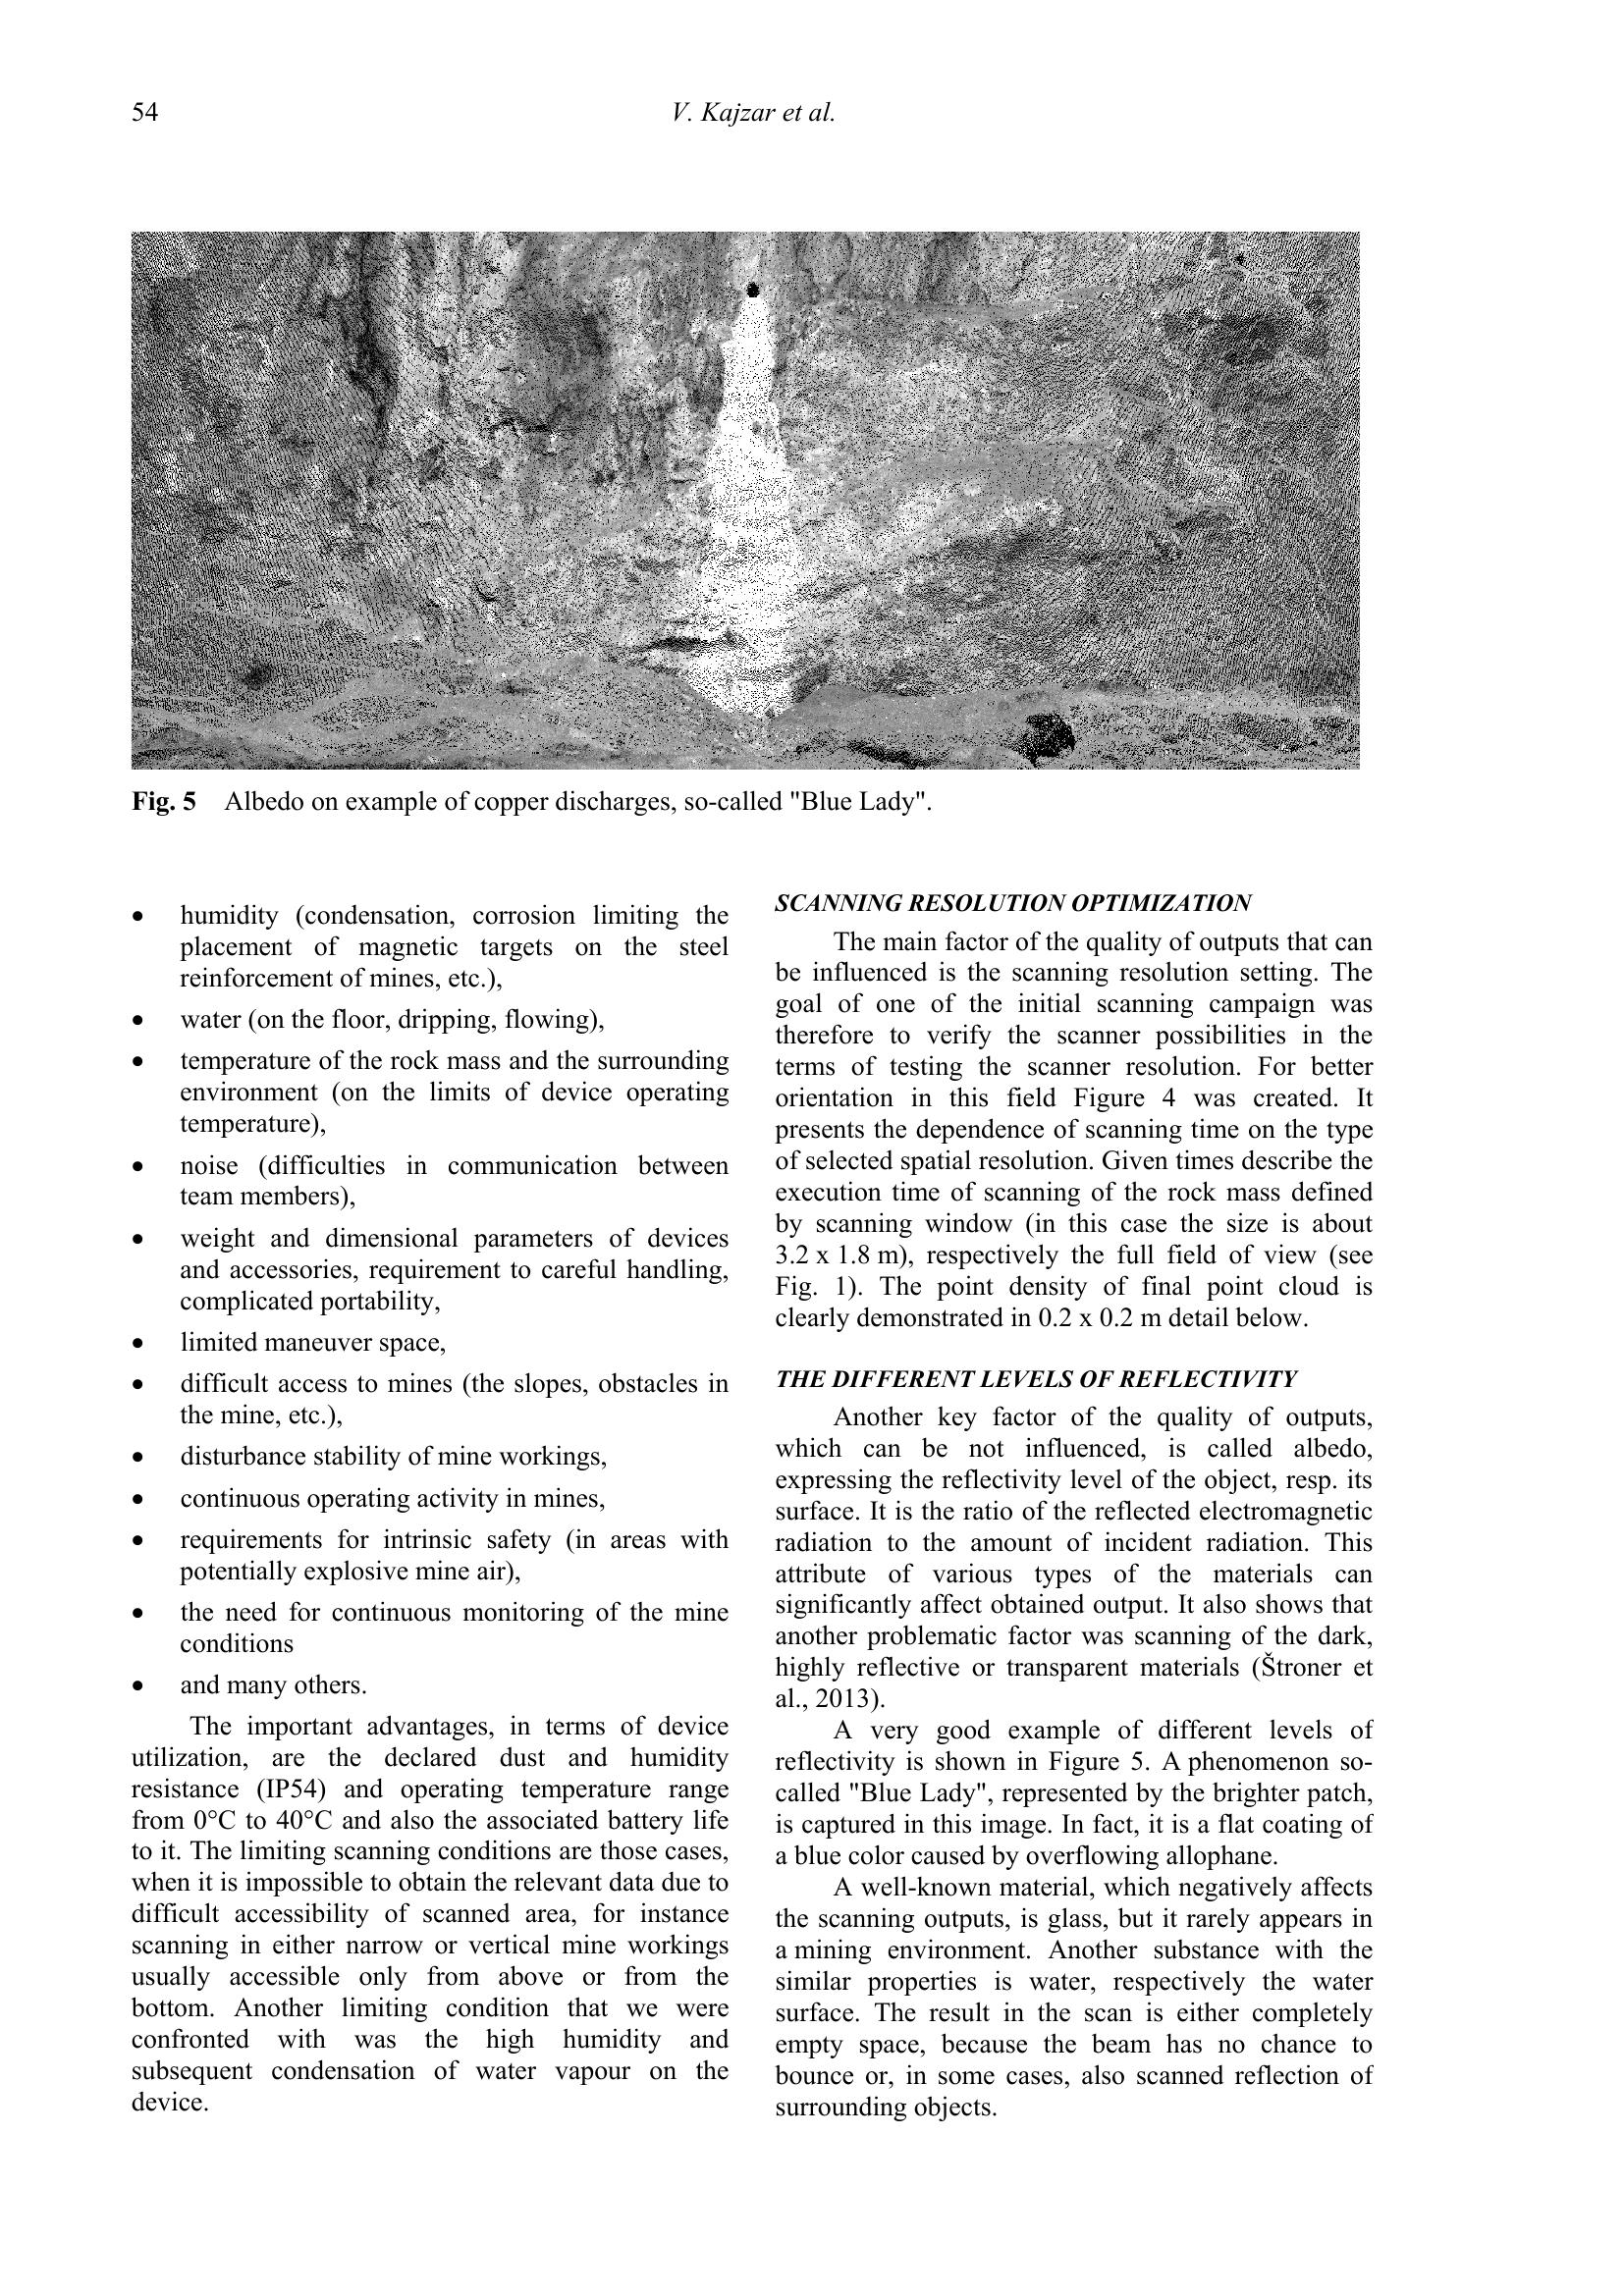 54
V. Kajzar et al.
Fig. 5 Albedo on example of copper discharges, so-called "Blue Lady".
• humidity (condensation, corrosion limiting the
placement of magnetic targets on the steel
reinforcement of mines, etc.),
• water (on the floor, dripping, flowing),
• temperature of the rock mass and the surrounding
environment (on the limits of device operating
temperature),
• noise (difficulties in communication between
team members),
• weight and dimensional parameters of devices
and accessories, requirement to careful handling,
complicated portability,
• limited maneuver space,
• difficult access to mines (the slopes, obstacles in
the mine, etc.),
• disturbance stability of mine workings,
• continuous operating activity in mines,
• requirements for intrinsic safety (in areas with
potentially explosive mine air),
• the need for continuous monitoring of the mine
conditions
• and many others.
The important advantages, in terms of device
utilization, are the declared dust and humidity
resistance (IP54) and operating temperature range
from 0°C to 40°C and also the associated battery life
to it. The limiting scanning conditions are those cases,
when it is impossible to obtain the relevant data due to
difficult accessibility of scanned area, for instance
scanning in either narrow or vertical mine workings
usually accessible only from above or from the
bottom. Another limiting condition that we were
confronted with was the high humidity and
subsequent condensation of water vapour on the
device.
SCANNING RESOLUTION OPTIMIZATION
The main factor of the quality of outputs that can
be influenced is the scanning resolution setting. The
goal of one of the initial scanning campaign was
therefore to verify the scanner possibilities in the
terms of testing the scanner resolution. For better
orientation in this field Figure 4 was created. It
presents the dependence of scanning time on the type
of selected spatial resolution. Given times describe the
execution time of scanning of the rock mass defined
by scanning window (in this case the size is about
3.2 x 1.8 m), respectively the full field of view (see
Fig. 1). The point density of final point cloud is
clearly demonstrated in 0.2 x 0.2 m detail below.
THE DIFFERENT LEVELS OF REFLECTIVITY
Another key factor of the quality of outputs,
which can be not influenced, is called albedo,
expressing the reflectivity level of the object, resp. its
surface. It is the ratio of the reflected electromagnetic
radiation to the amount of incident radiation. This
attribute of various types of the materials can
significantly affect obtained output. It also shows that
another problematic factor was scanning of the dark,
highly reflective or transparent materials (Štroner et
al., 2013).
A very good example of different levels of
reflectivity is shown in Figure 5. A phenomenon so-
called "Blue Lady", represented by the brighter patch,
is captured in this image. In fact, it is a flat coating of
a blue color caused by overflowing allophane.
A well-known material, which negatively affects
the scanning outputs, is glass, but it rarely appears in
a mining environment. Another substance with the
similar properties is water, respectively the water
surface. The result in the scan is either completely
empty space, because the beam has no chance to
bounce or, in some cases, also scanned reflection of
surrounding objects.